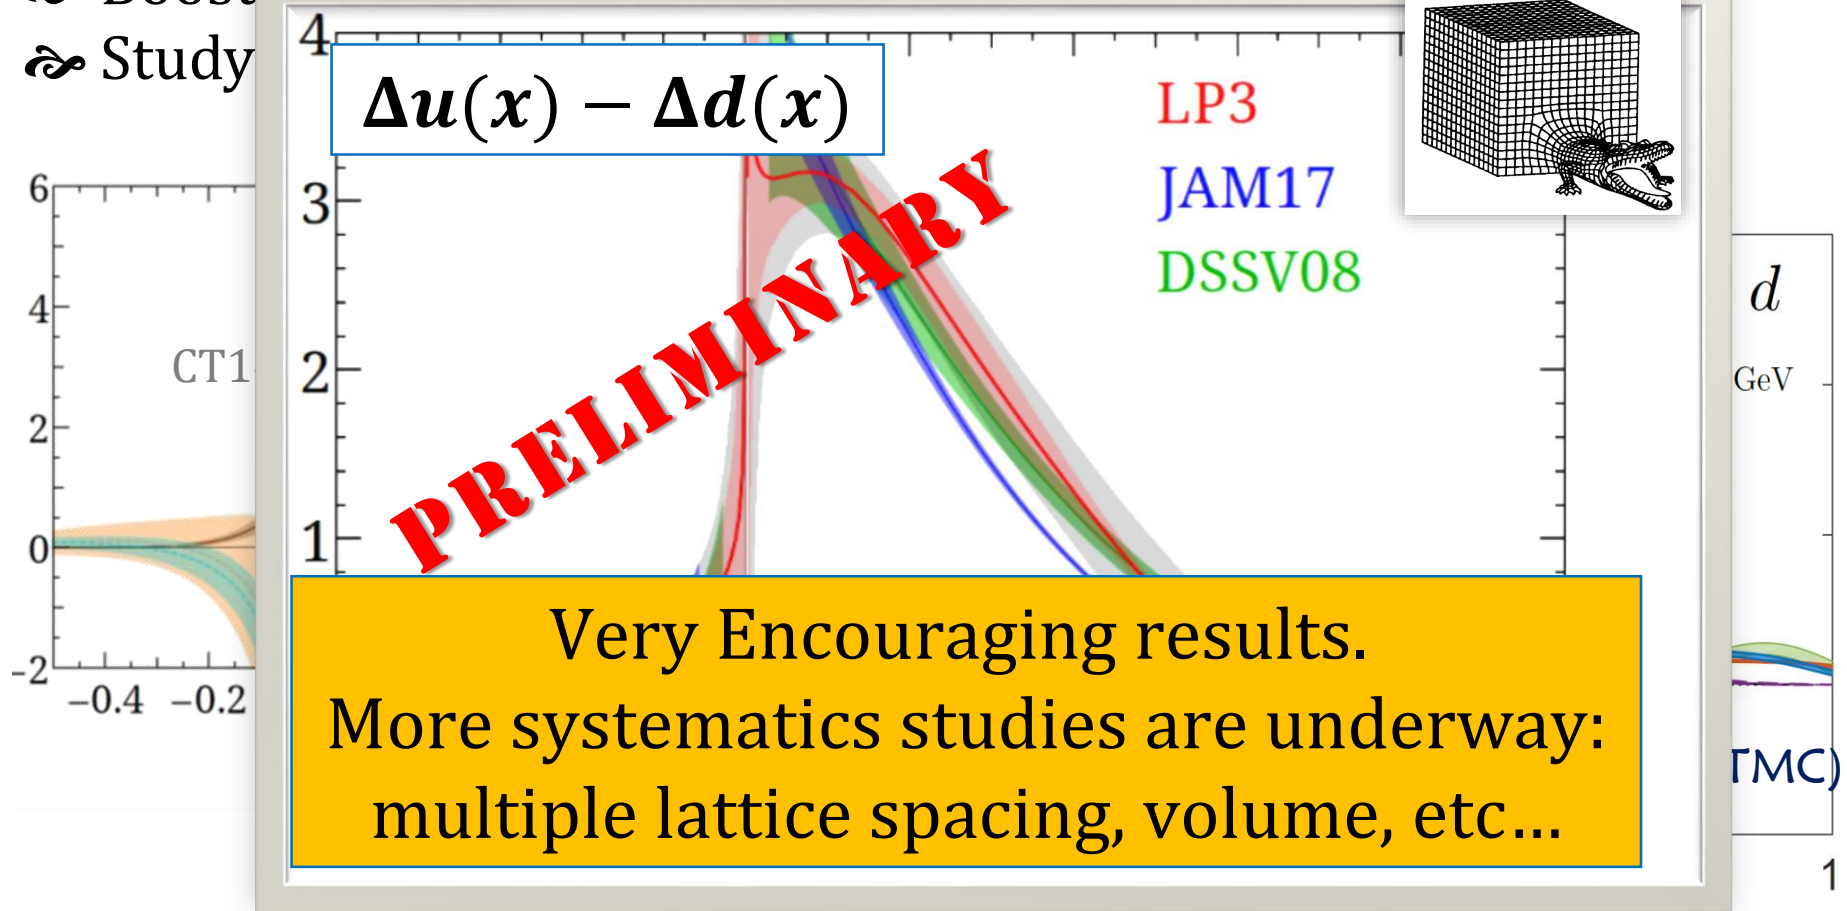 Study
4
Δu(x) − Δd(x)
LP3
JAM17
DSSV08
3
2
1
PRELIMINARY
6
4
2
0
−2
−0.4 −0.2
d
GeV
1
Very Encouraging results.
More systematics studies are underway:
multiple lattice spacing, volume, etc…